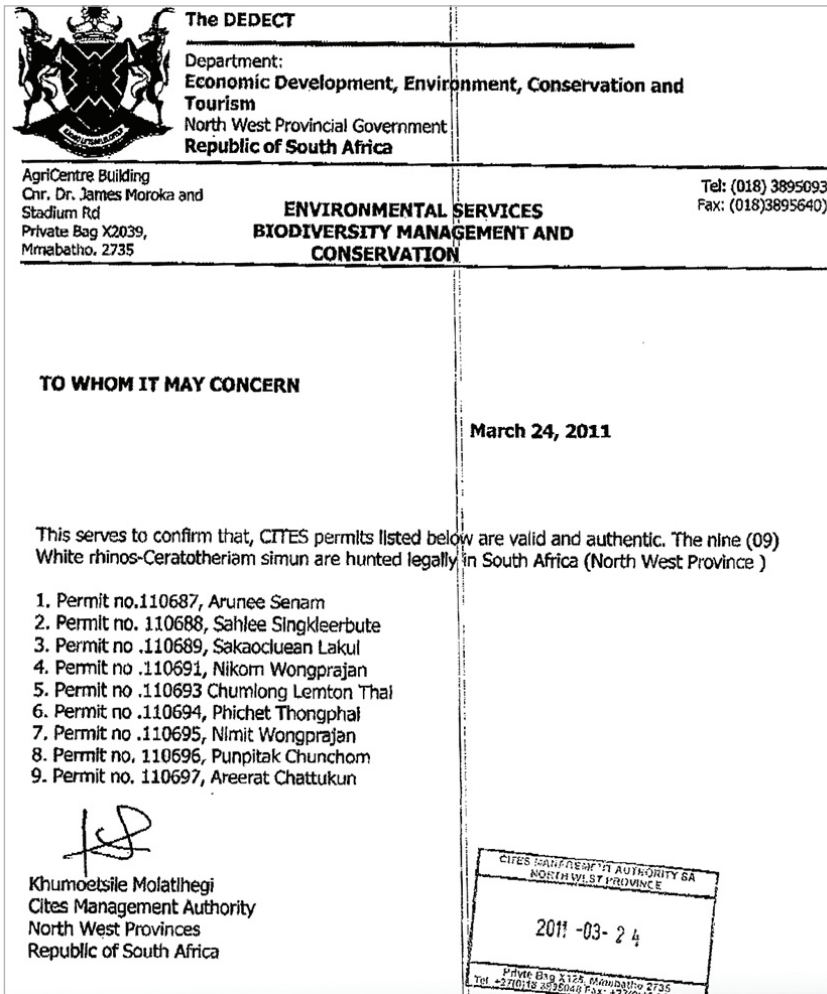 The DEDECT
Department:
Economic Development, Environment, Conservation and
Tourism
North West Provincial Government
Republic of South Africa
AgriCentre Building
Cnr. Dr. James Moroka and
Stadium Rd
Private Bag X2039,
Mmabatho. 2735
ENVIRONMENTAL SERVICES
BIODIVERSITY MANAGEMENT AND
CONSERVATION
Tel: (018) 3895093
Fax: (018)3895640)
TO WHOM IT MAY CONCERN
March 24, 2011
This serves to confirm that, CITES permits listed below are valid and authentic. The nine (09)
White rhinos-Ceratotheriam simun are hunted legally in South Africa (North West Province )
1. Permit no.110687, Arunee Senam
2. Permit no. 110688, Sahlee Singkleerbute
3. Permit no .110689, Sakaocluean Lakul
4. Permit no .110691, Nikom Wongprajan
5. Permit no .110693 Chumlong Lemton Thai
6. Permit no .110694, Phichet Thongphai
7. Permit no .110695, Nimit Wongprajan
8. Permit no. 110696, Punpitak Chunchom
9. Permit no. 110697, Areerat Chattukun
Khumoetsile Molatlhegi
Cites Management Authority
North West Provinces
Republic of South Africa
CITES MANAGEMENT AUTHORITY SA
NORTH WEST PROVINCE
2011 -03- 24
Privte Bag X125, Mmabatho 2735
Tel